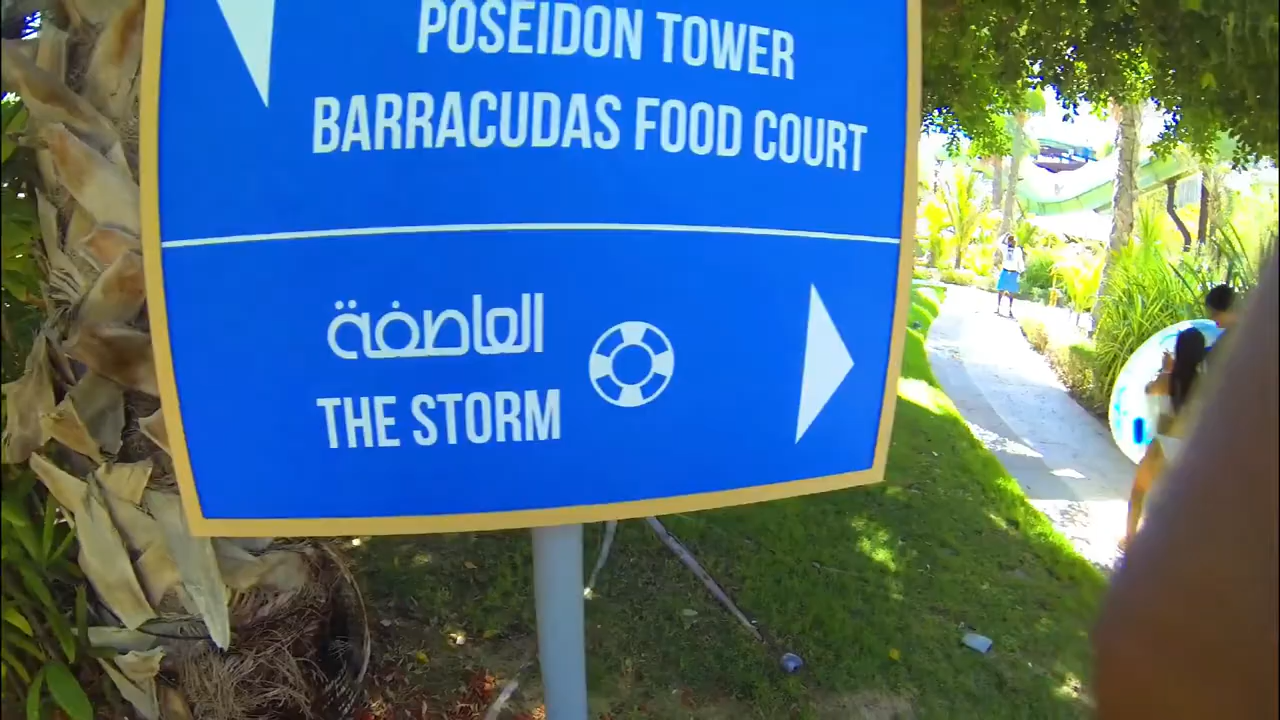 POSEIDON TOWER
BARRACUDAS FOOD COURT
العاصفة
THE STORM